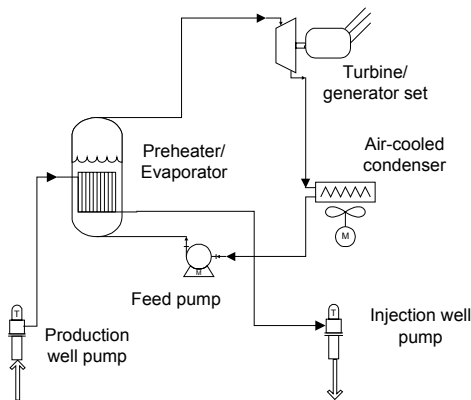 Turbine/
generator set
Preheater/
Evaporator
Air-cooled
condenser
M
M
Feed pump
T
Production
well pump
T
Injection well
pump